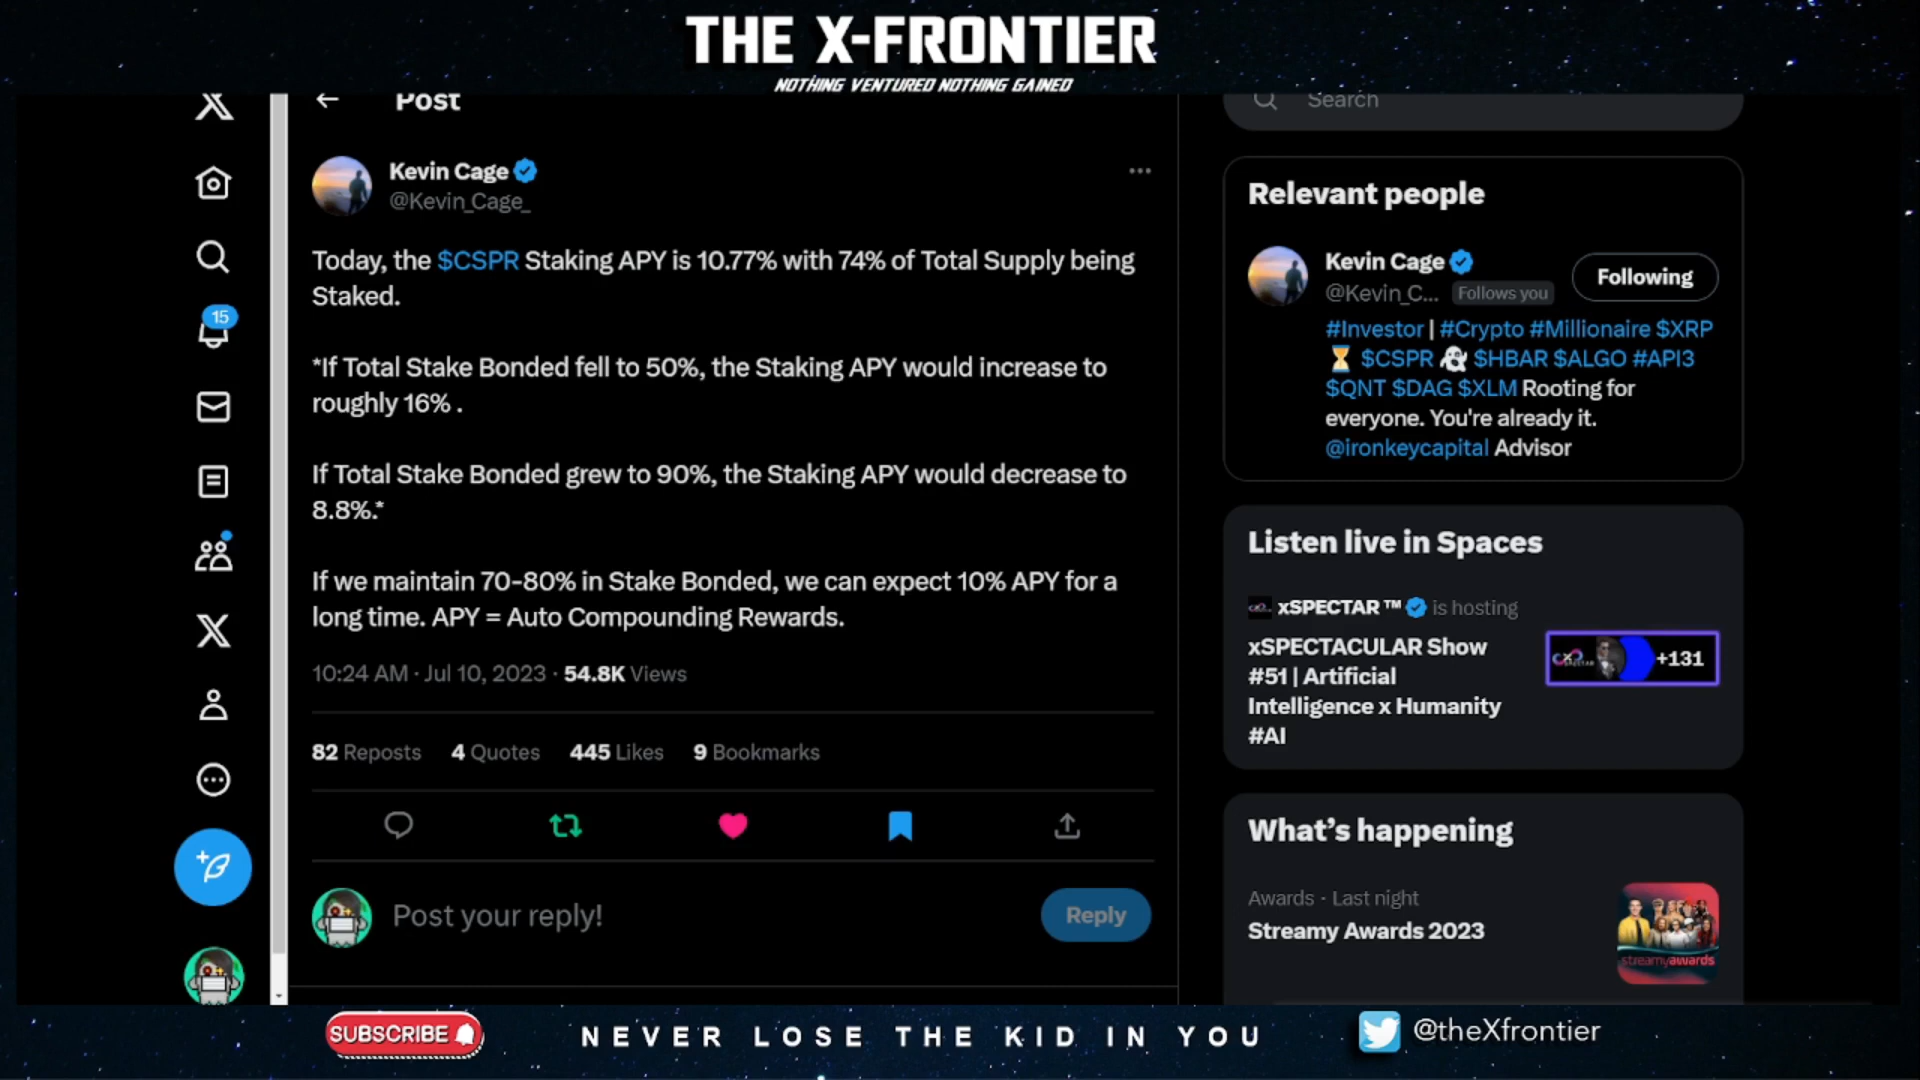 THE X-FRONTIER
NOTHING VENTURED NOTHING GAINED
Post
Search
Kevin Cage
@Kevin_Cage_
Today, the $CSPR Staking APY is 10.77% with 74% of Total Supply being
Staked.
*If Total Stake Bonded fell to 50%, the Staking APY would increase to
roughly 16% .
If Total Stake Bonded grew to 90%, the Staking APY would decrease to
8.8%.*
If we maintain 70-80% in Stake Bonded, we can expect 10% APY for a
long time. APY = Auto Compounding Rewards.
10:24 AM · Jul 10, 2023 · 54.8K Views
82 Reposts 4 Quotes 445 Likes 9 Bookmarks
Post your reply!
Reply
15
Relevant people
Kevin Cage
@Kevin_C... Follows you
Following
#Investor | #Crypto #Millionaire $XRP
$CSPR $HBAR $ALGO #API3
$QNT $DAG $XLM Rooting for
everyone. You're already it.
@ironkeycapital Advisor
Listen live in Spaces
xSPECTAR ™ is hosting
xSPECTACULAR Show
#51 | Artificial
Intelligence x Humanity
#AI
+131
What's happening
Awards · Last night
Streamy Awards 2023
streamyawards
SUBSCRIBE
NEVER LOSE THE KID IN YOU
@theXfrontier